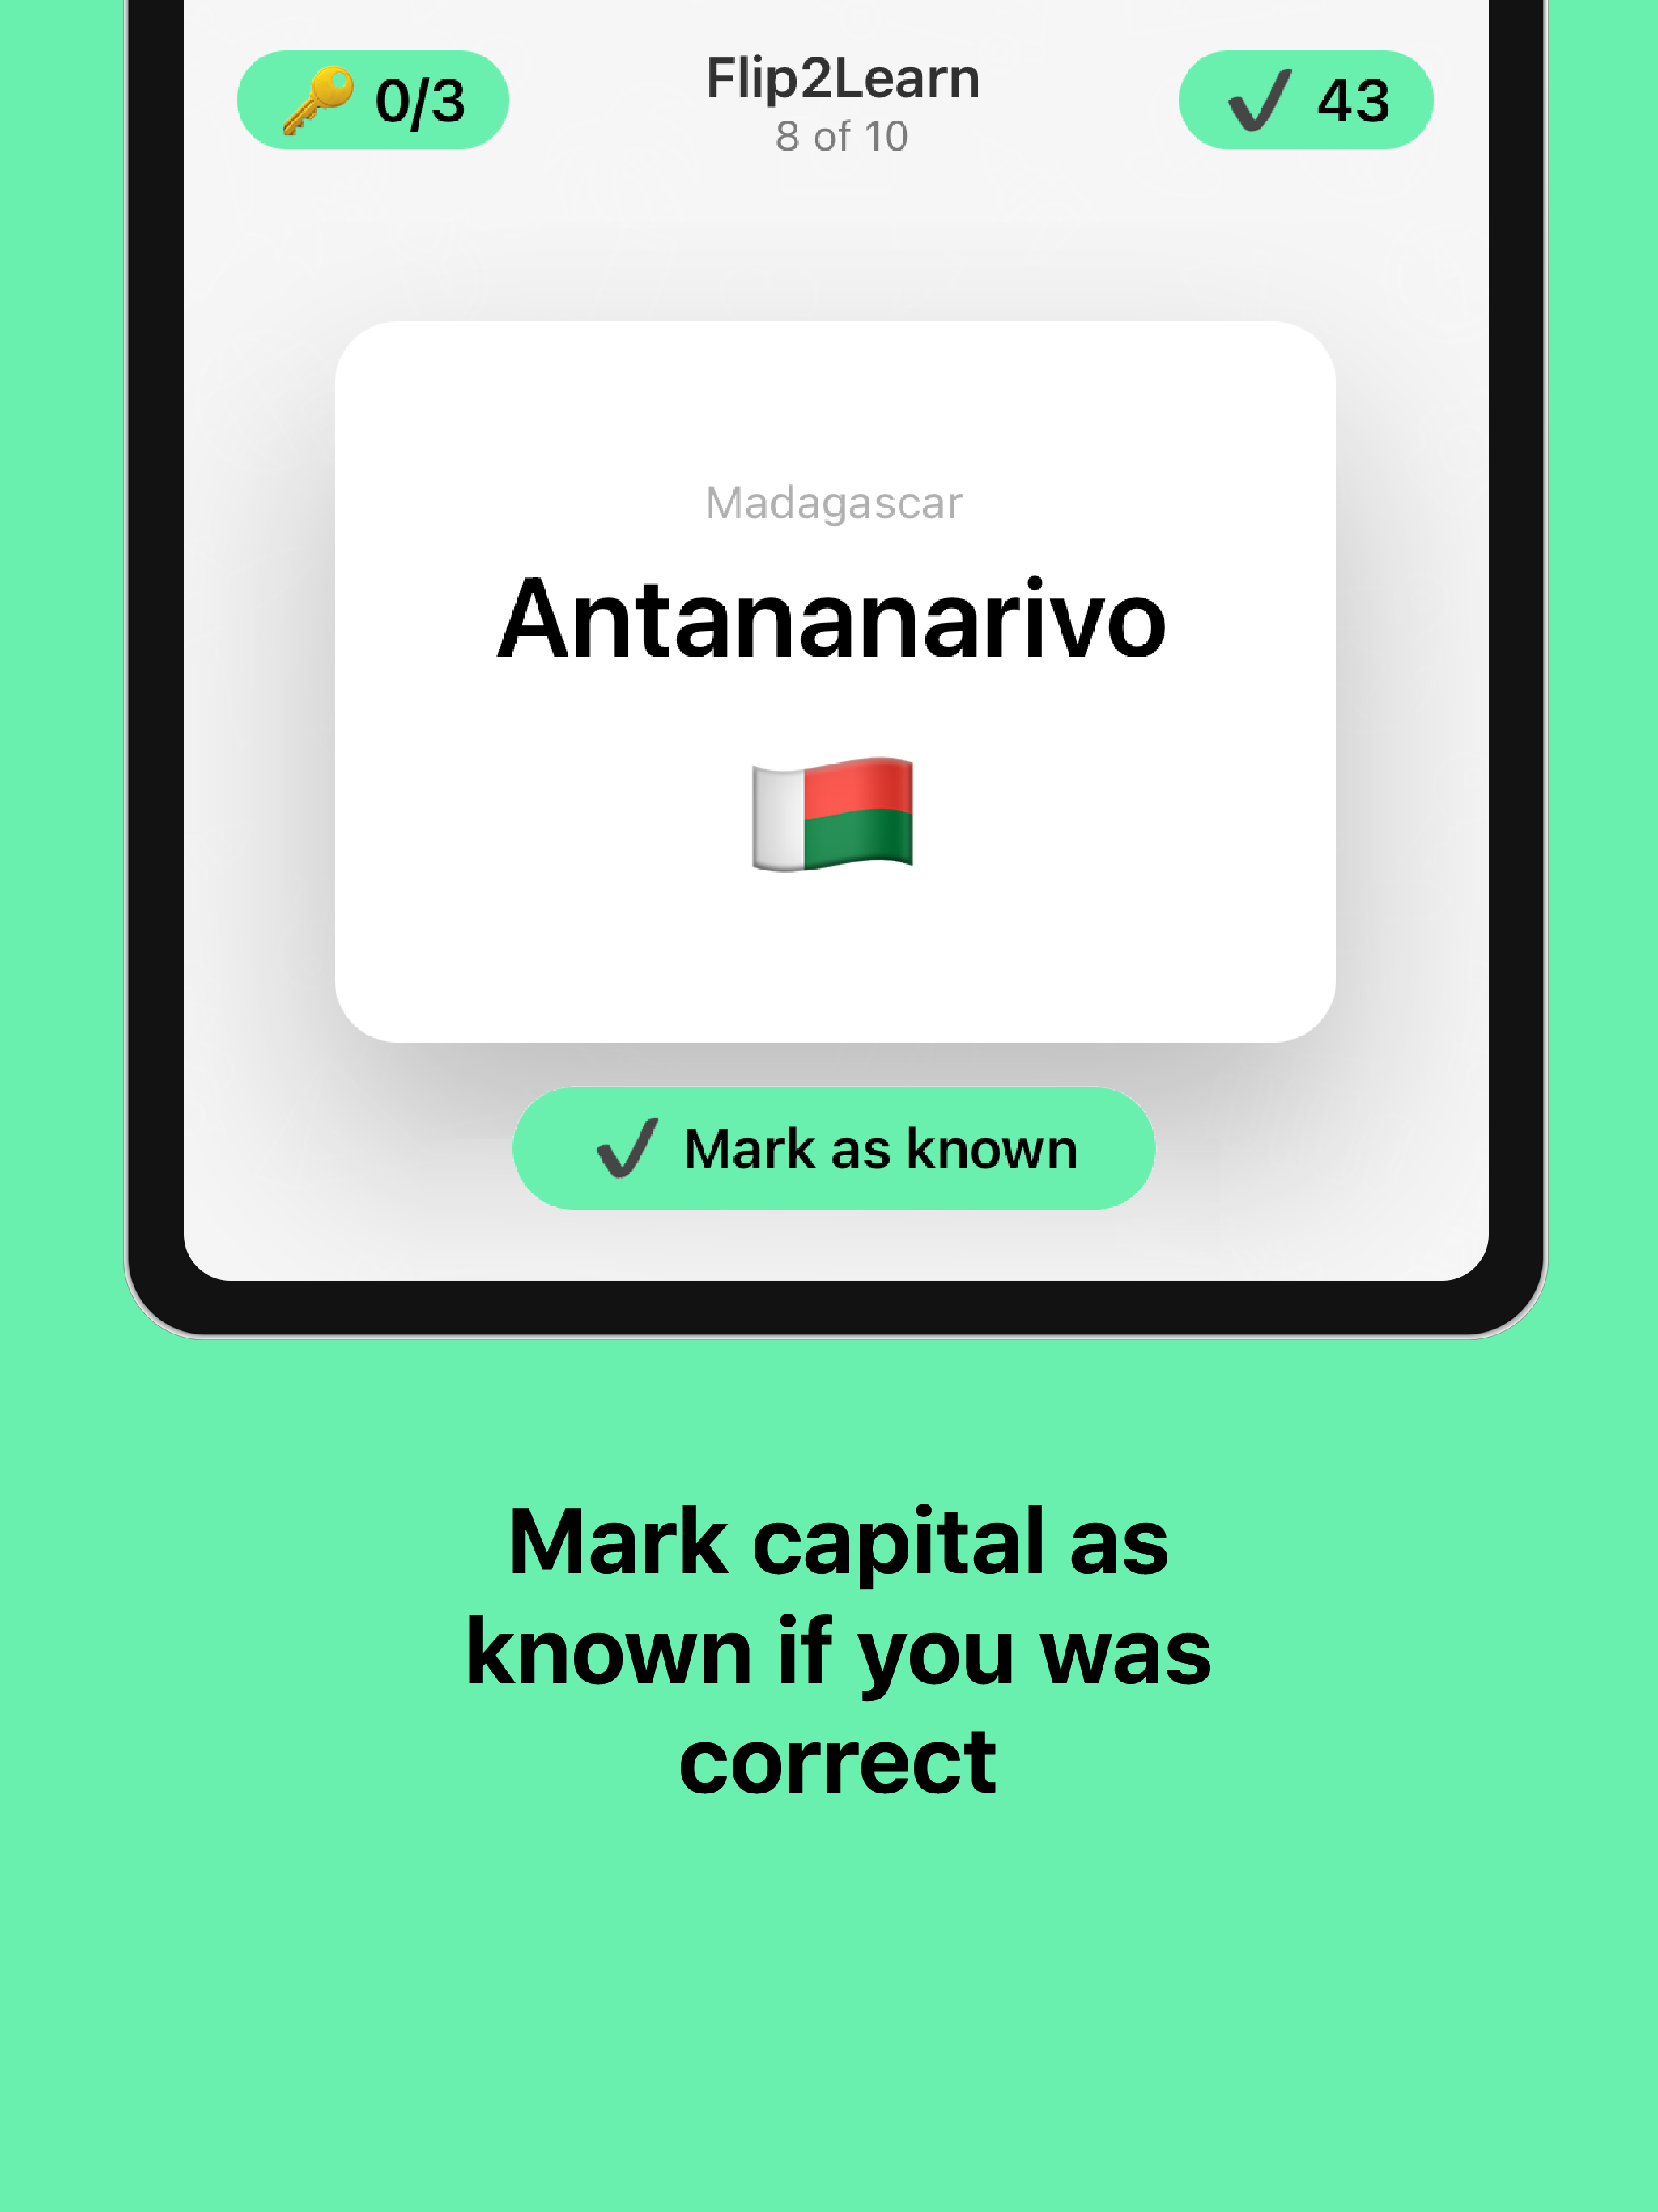 🔑 0/3
Flip2Learn
8 of 10
✔️ 43
Madagascar
Antananarivo
✔️ Mark as known
Mark capital as
known if you was
correct